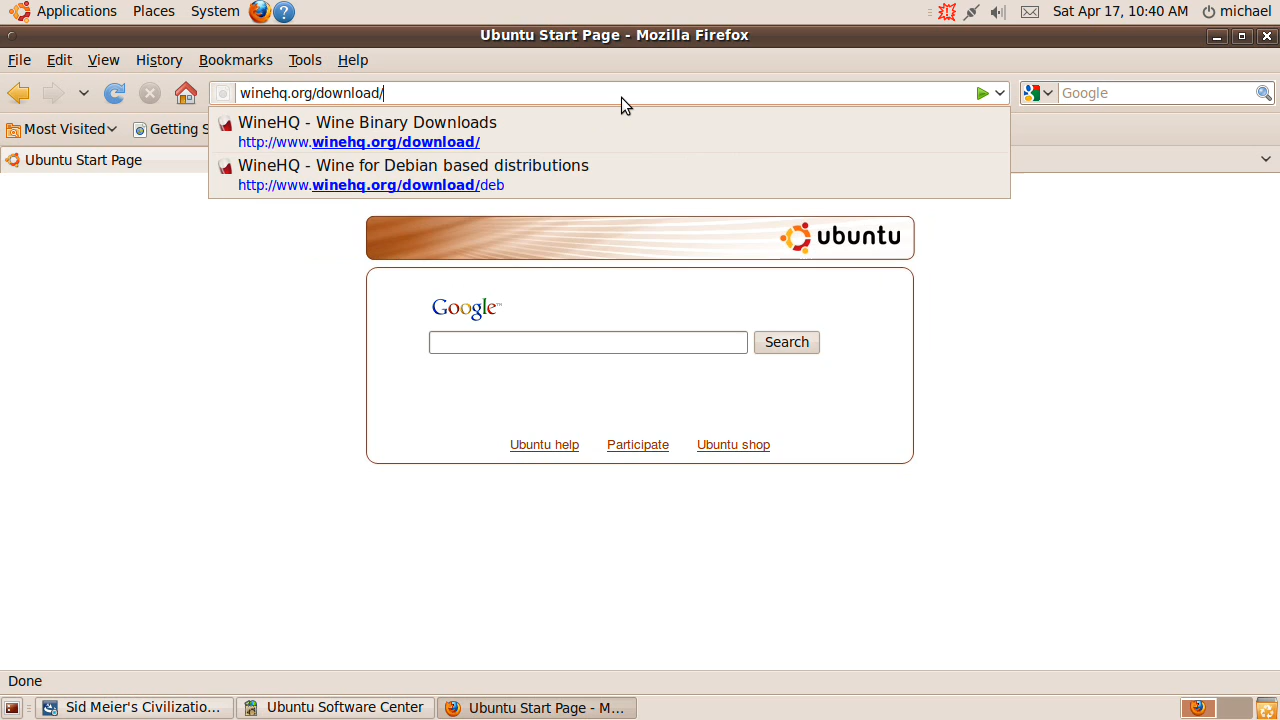 Applications Places System Sat Apr 17, 10:40 AM michael
Ubuntu Start Page - Mozilla Firefox
File Edit View History Bookmarks Tools Help
winehq.org/download/ Google
WineHQ - Wine Binary Downloads
http://www.winehq.org/download/
WineHQ - Wine for Debian based distributions
http://www.winehq.org/download/deb
Most Visited Getting S
Ubuntu Start Page
ubuntu
Google™
Search
Ubuntu help Participate Ubuntu shop
Done
Sid Meier's Civilizatio... Ubuntu Software Center Ubuntu Start Page - M...